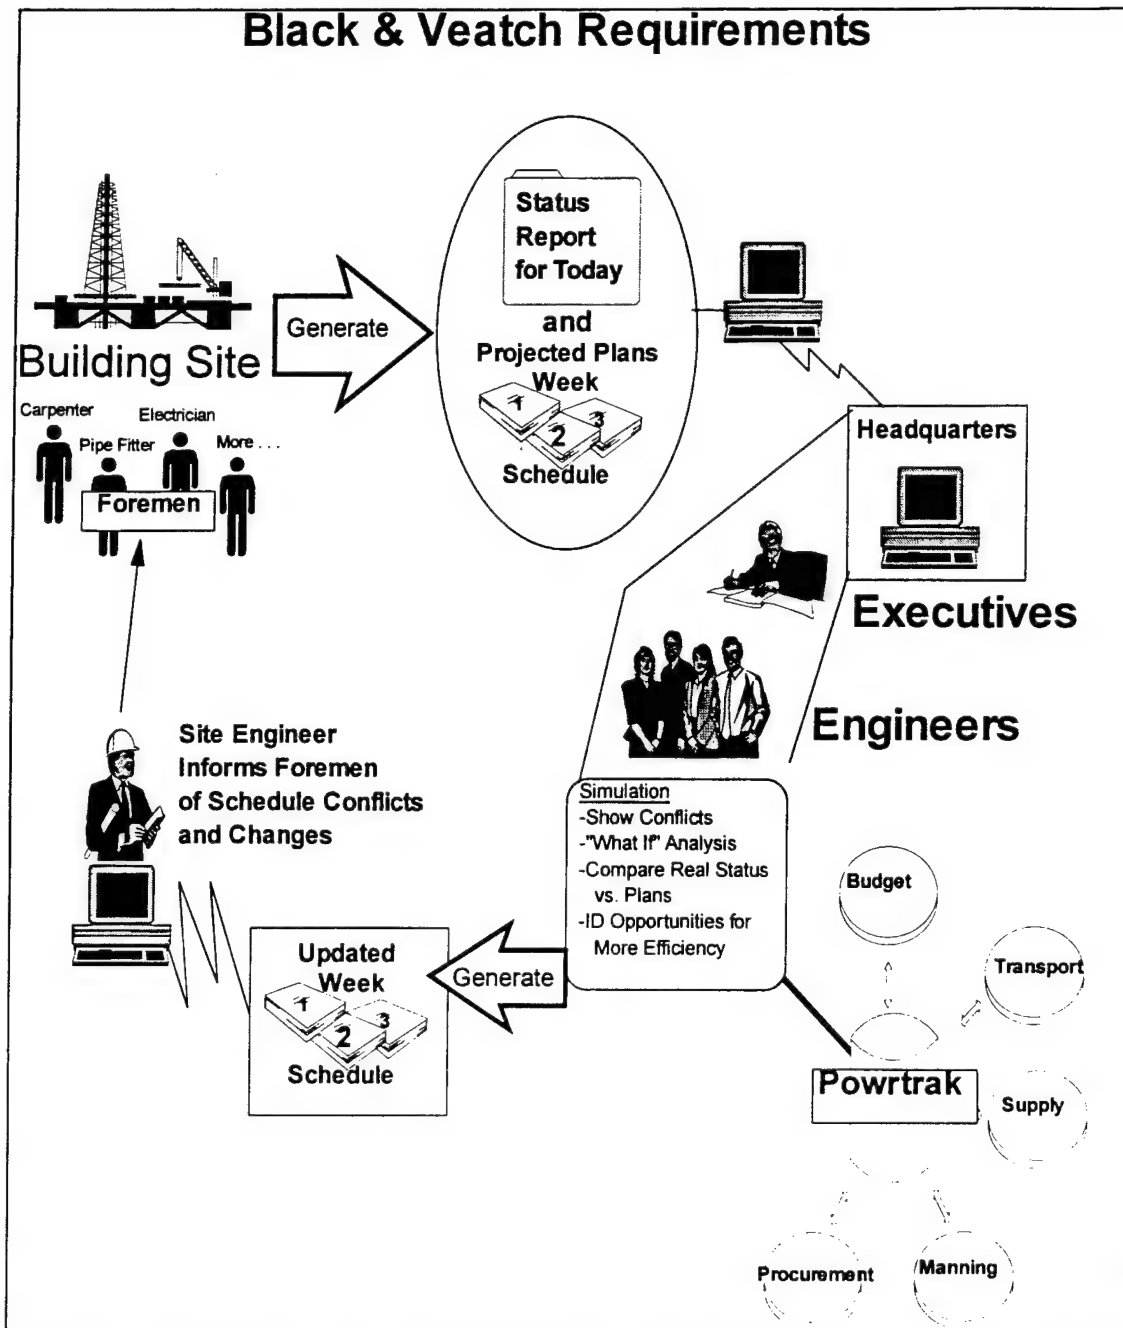 Black & Veatch Requirements
Status
Report
for Today
and
Projected Plans
Week
1
2
3
Schedule
Generate
Building Site
Carpenter
Electrician
Pipe Fitter
More . . .
Foremen
Headquarters
Executives
Engineers
Site Engineer
Informs Foremen
of Schedule Conflicts
and Changes
Simulation
-Show Conflicts
-"What If" Analysis
-Compare Real Status
vs. Plans
-ID Opportunities for
More Efficiency
Generate
Updated
Week
1
2
3
Schedule
Budget
Transport
Powrtrak
Supply
Procurement
Manning